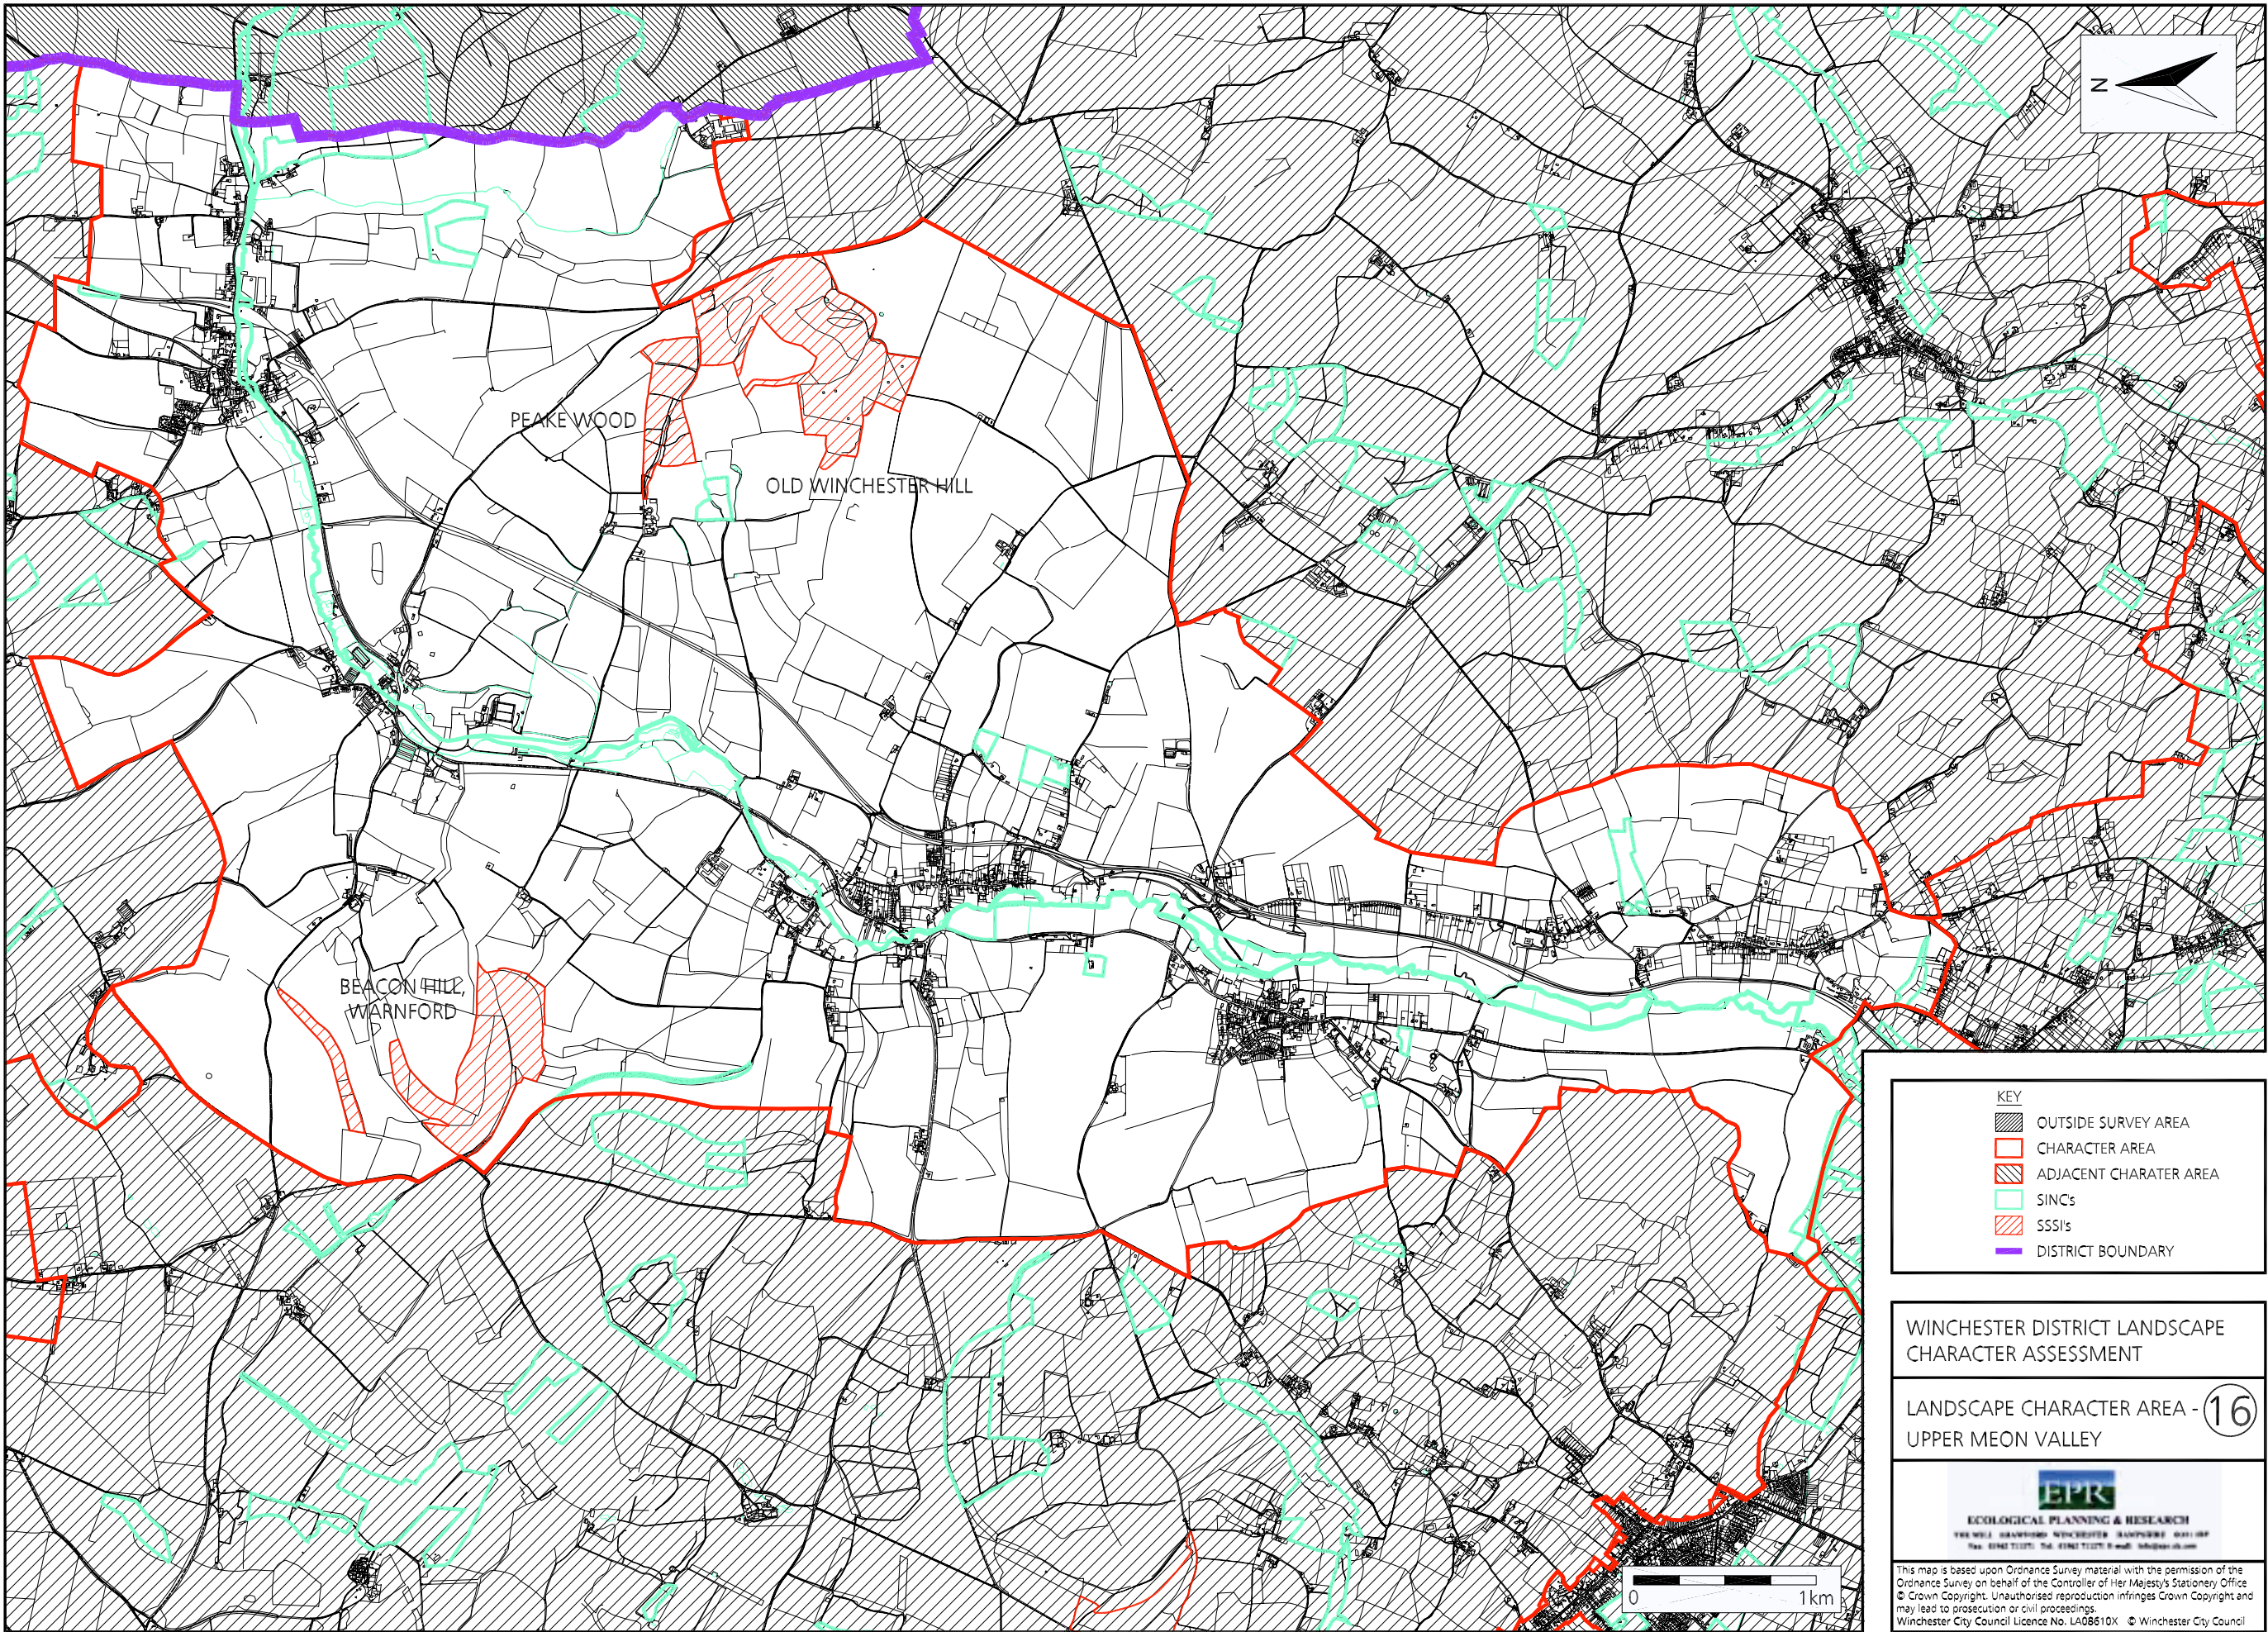 N
PEAKE WOOD
OLD WINCHESTER HILL
BEACON HILL,
WARNFORD
KEY
OUTSIDE SURVEY AREA
CHARACTER AREA
ADJACENT CHARATER AREA
SINC's
SSSI's
DISTRICT BOUNDARY
WINCHESTER DISTRICT LANDSCAPE
CHARACTER ASSESSMENT
LANDSCAPE CHARACTER AREA - 16
UPPER MEON VALLEY
EPR
ECOLOGICAL PLANNING & RESEARCH
WINCHESTER HAMPSHIRE
0 1km
This map is based upon Ordnance Survey material with the permission of the
Ordnance Survey on behalf of the Controller of Her Majesty's Stationery Office
© Crown Copyright. Unauthorised reproduction infringes Crown Copyright and
may lead to prosecution or civil proceedings.
Winchester City Council Licence No. LA08610X © Winchester City Council